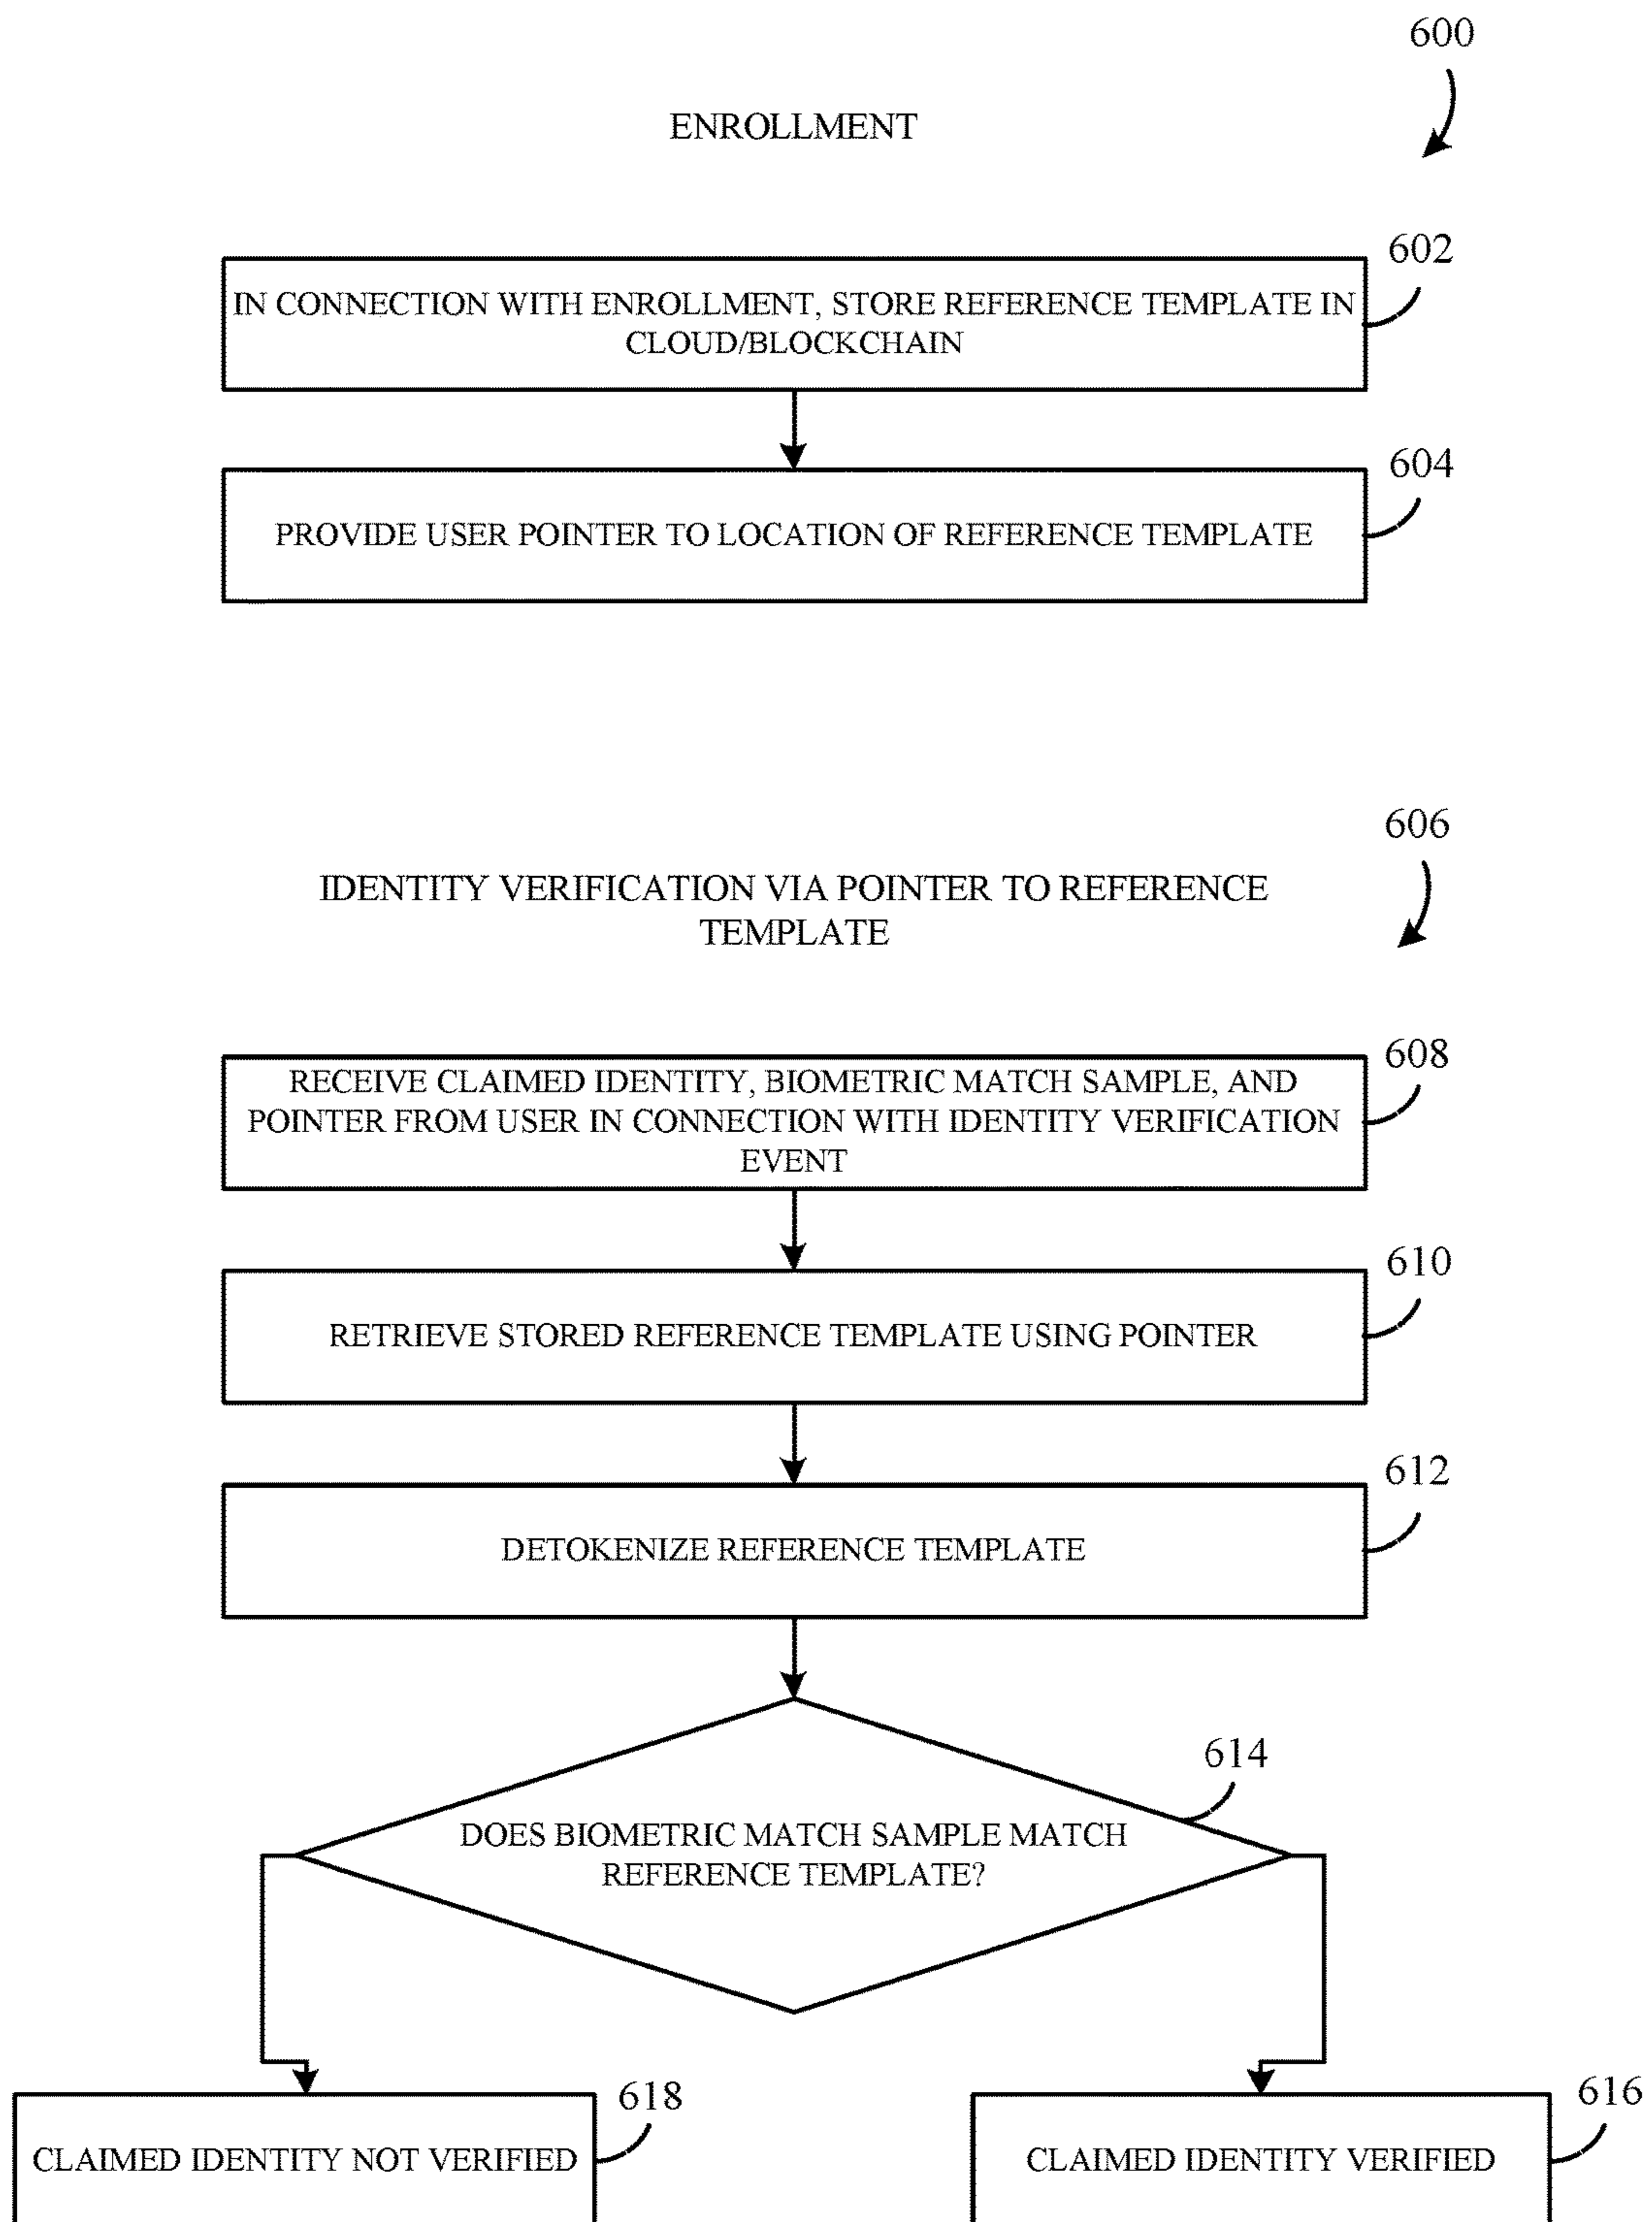 600
ENROLLMENT
602
IN CONNECTION WITH ENROLLMENT, STORE REFERENCE TEMPLATE IN
CLOUD/BLOCKCHAIN
604
PROVIDE USER POINTER TO LOCATION OF REFERENCE TEMPLATE
606
IDENTITY VERIFICATION VIA POINTER TO REFERENCE
TEMPLATE
608
RECEIVE CLAIMED IDENTITY, BIOMETRIC MATCH SAMPLE, AND
POINTER FROM USER IN CONNECTION WITH IDENTITY VERIFICATION
EVENT
610
RETRIEVE STORED REFERENCE TEMPLATE USING POINTER
612
DETOKENIZE REFERENCE TEMPLATE
614
DOES BIOMETRIC MATCH SAMPLE MATCH
REFERENCE TEMPLATE?
618
CLAIMED IDENTITY NOT VERIFIED
616
CLAIMED IDENTITY VERIFIED